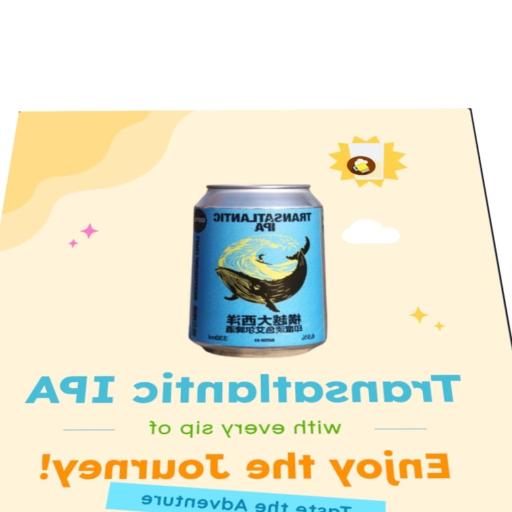 TRANSATLANTIC
IPA
横越大西洋
印度淡色艾尔啤酒
330ml
Transatlantic IPA
with every sip of
Enjoy the Journey!
Taste the Adventure